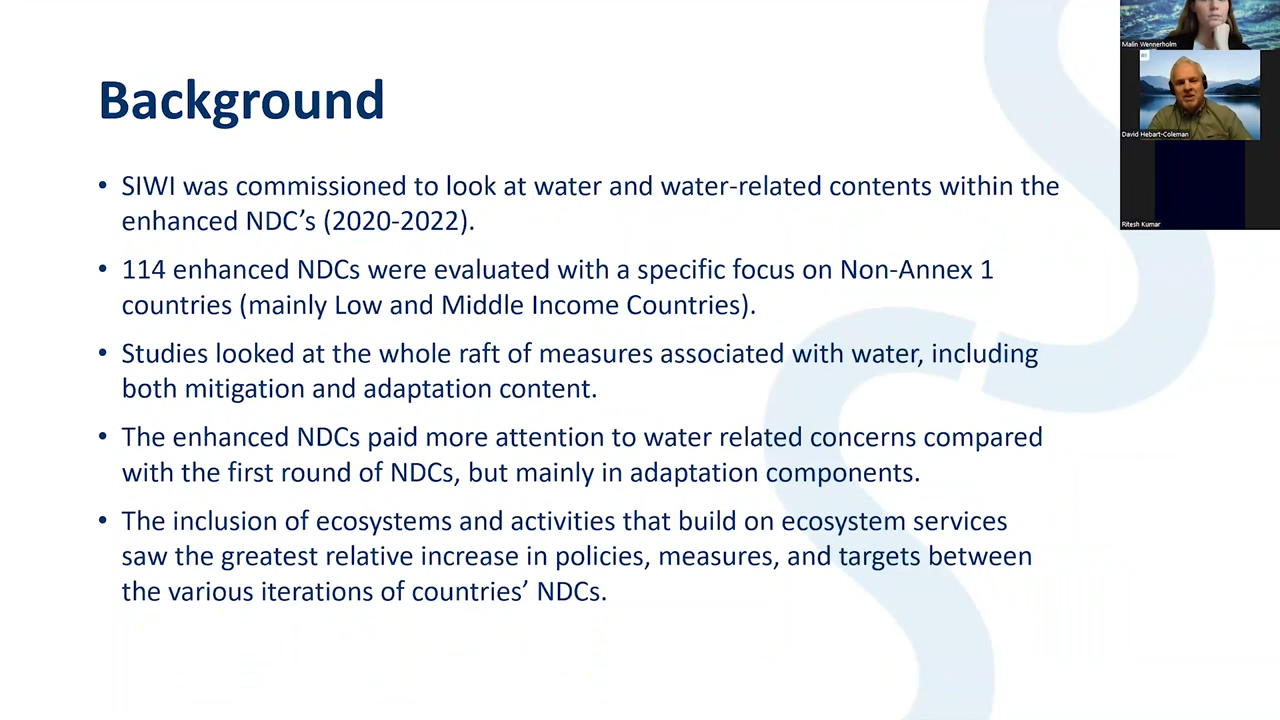 Background
• SIWI was commissioned to look at water and water-related contents within the
enhanced NDC’s (2020-2022).
• 114 enhanced NDCs were evaluated with a specific focus on Non-Annex 1
countries (mainly Low and Middle Income Countries).
• Studies looked at the whole raft of measures associated with water, including
both mitigation and adaptation content.
• The enhanced NDCs paid more attention to water related concerns compared
with the first round of NDCs, but mainly in adaptation components.
• The inclusion of ecosystems and activities that build on ecosystem services
saw the greatest relative increase in policies, measures, and targets between
the various iterations of countries’ NDCs.
Malin Wennerholm
David Hebart-Coleman
Ritesh Kumar